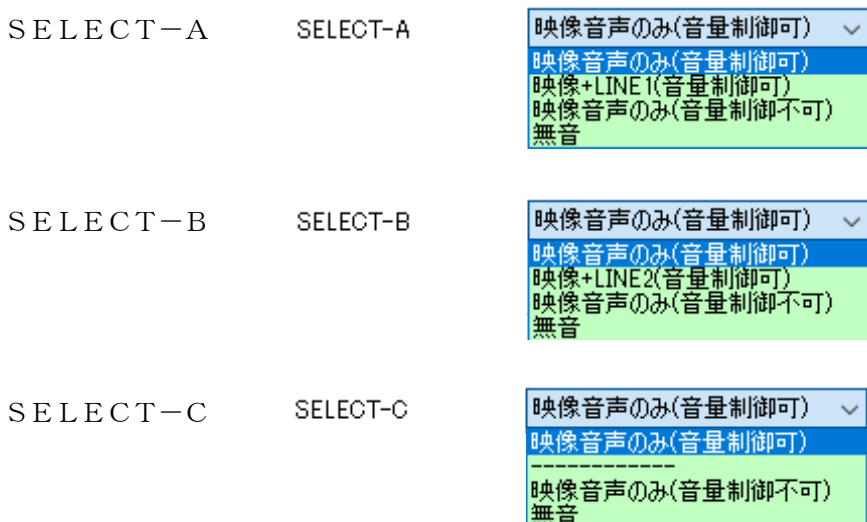 ＳＥＬＥＣＴ－Ａ SELECT-A 映像音声のみ(音量制御可)
映像音声のみ(音量制御可)
映像+LINE1(音量制御可)
映像音声のみ(音量制御不可)
無音
ＳＥＬＥＣＴ－Ｂ SELECT-B 映像音声のみ(音量制御可)
映像音声のみ(音量制御可)
映像+LINE2(音量制御可)
映像音声のみ(音量制御不可)
無音
ＳＥＬＥＣＴ－Ｃ SELECT-C 映像音声のみ(音量制御可)
映像音声のみ(音量制御可)
------------
映像音声のみ(音量制御不可)
無音